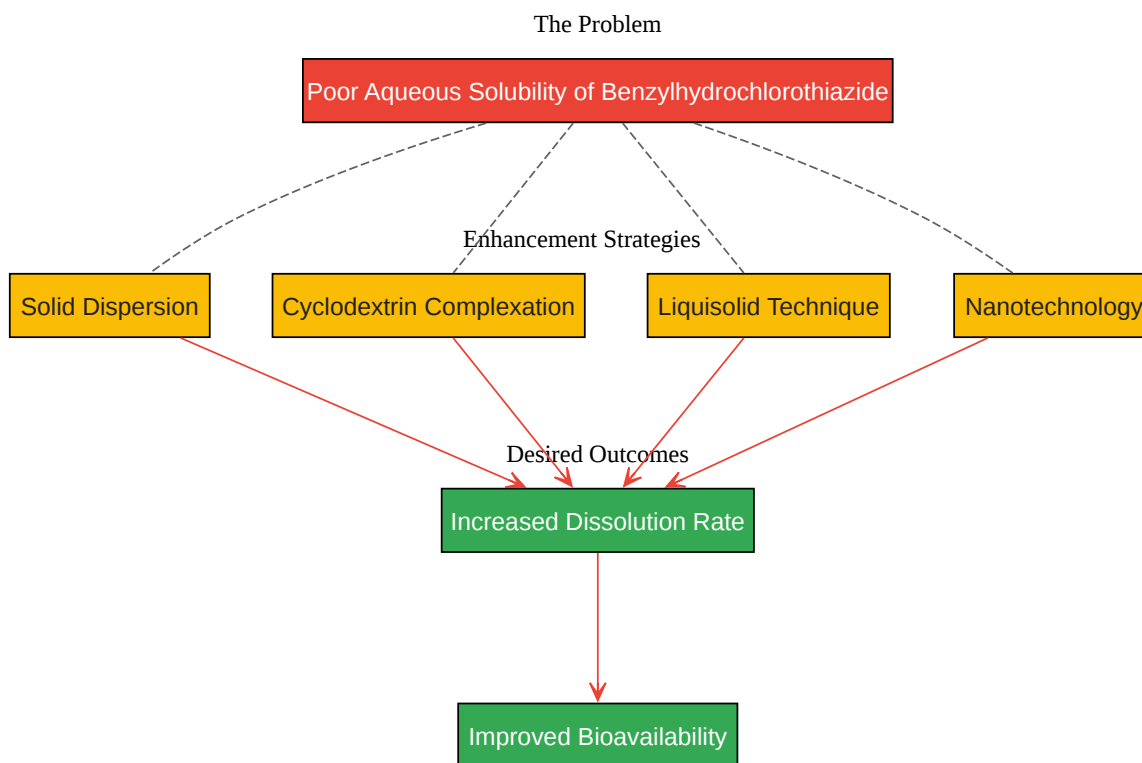 The Problem
Poor Aqueous Solubility of Benzylhydrochlorothiazide
Enhancement Strategies
Solid Dispersion
Cyclodextrin Complexation
Liquisolid Technique
Nanotechnology
Desired Outcomes
Increased Dissolution Rate
Improved Bioavailability